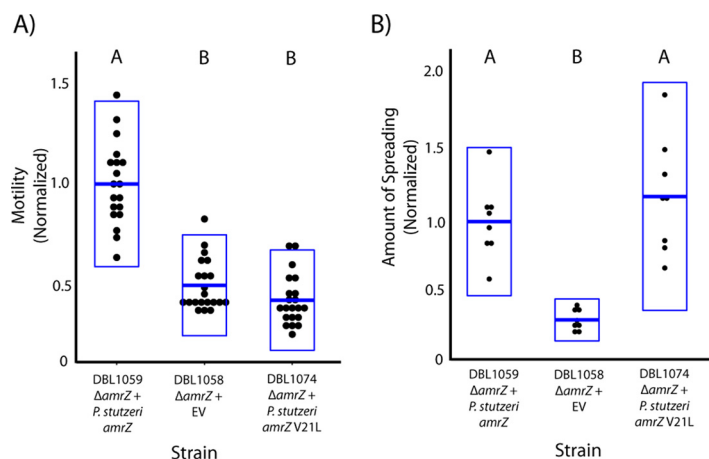 A)
A B B
1.5
1.0
0.5
0
Motility
(Normalized)
DBL1059
ΔamrZ +
P. stutzeri
amrZ
DBL1058
ΔamrZ +
EV
DBL1074
ΔamrZ +
P. stutzeri
amrZ V21L
Strain
B)
A B A
2.0
1.5
1.0
0.5
0
Amount of Spreading
(Normalized)
DBL1059
ΔamrZ +
P. stutzeri
amrZ
DBL1058
ΔamrZ +
EV
DBL1074
ΔamrZ +
P. stutzeri
amrZ V21L
Strain